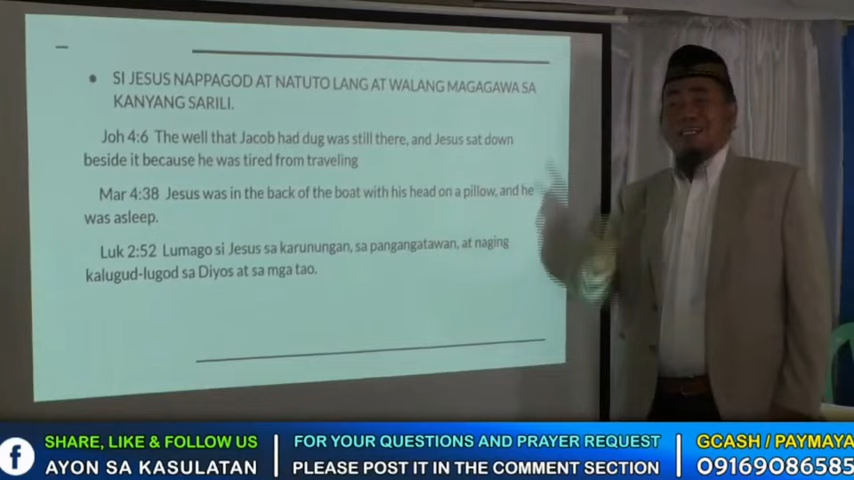 • SI JESUS NAPPAGOD AT NATUTO LANG AT WALANG MAGAGAWA SA
KANYANG SARILI.
Joh 4:6 The well that Jacob had dug was still there, and Jesus sat down
beside it because he was tired from traveling
Mar 4:38 Jesus was in the back of the boat with his head on a pillow, and he
was asleep.
Luk 2:52 Lumago si Jesus sa karunungan, sa pangangatawan, at naging
kalugud-lugod sa Diyos at sa mga tao.
SHARE, LIKE & FOLLOW US
AYON SA KASULATAN
FOR YOUR QUESTIONS AND PRAYER REQUEST
PLEASE POST IT IN THE COMMENT SECTION
GCASH / PAYMAYA
09169086585